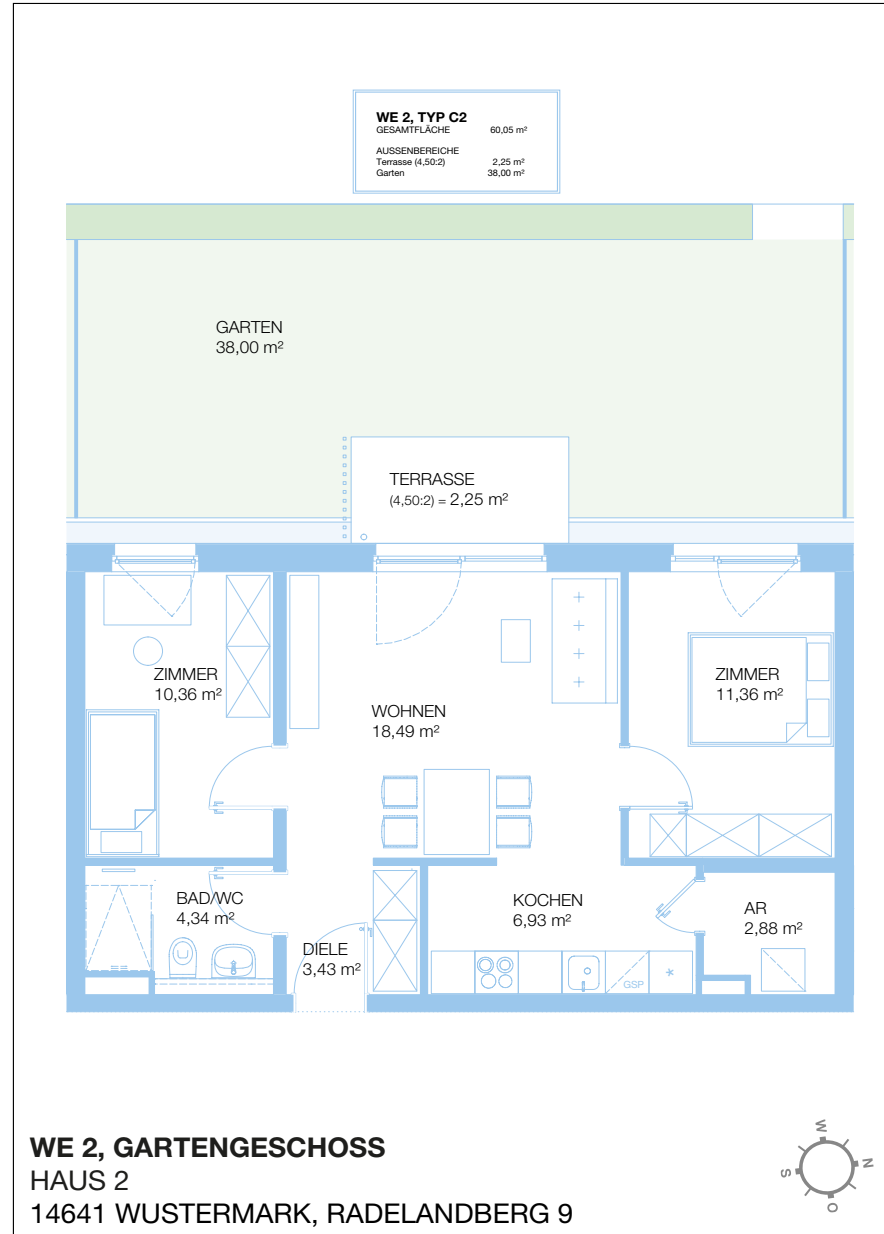 WE 2, TYP C2
GESAMTFLÄCHE 60,05 m²
AUSSENBEREICHE
Terrasse (4,50:2) 2,25 m²
Garten 38,00 m²
GARTEN
38,00 m²
TERRASSE
(4,50:2) = 2,25 m²
ZIMMER
10,36 m²
WOHNEN
18,49 m²
ZIMMER
11,36 m²
BAD/WC
4,34 m²
DIELE
3,43 m²
KOCHEN
6,93 m²
AR
2,88 m²
GSP
*
WE 2, GARTENGESCHOSS
HAUS 2
14641 WUSTERMARK, RADELANDBERG 9
W
N
S
O